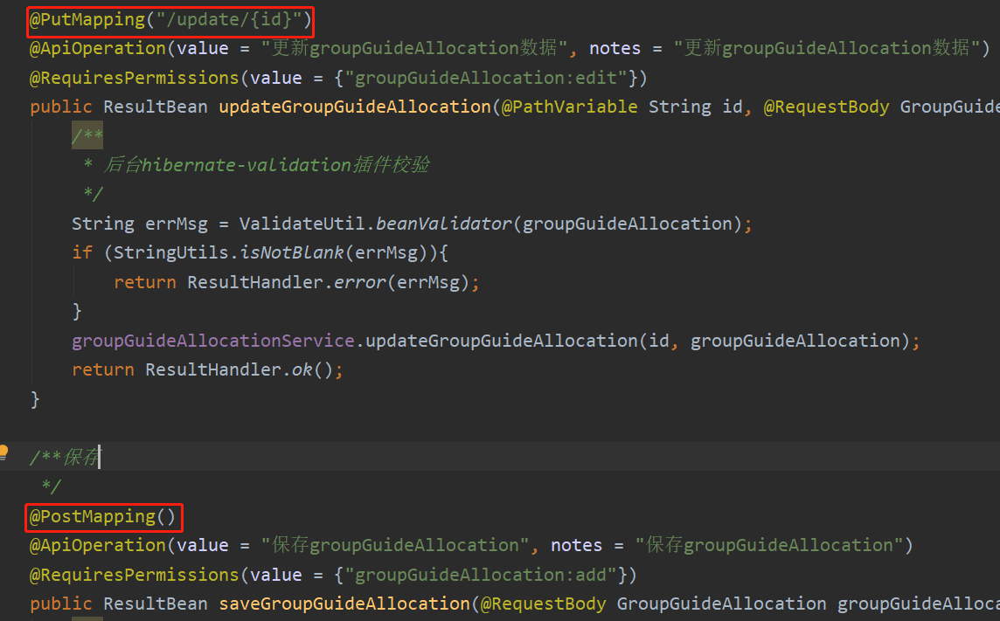 @PutMapping("/update/{id}")
@ApiOperation(value = "更新groupGuideAllocation数据", notes = "更新groupGuideAllocation数据")
@RequiresPermissions(value = {"groupGuideAllocation:edit"})
public ResultBean updateGroupGuideAllocation(@PathVariable String id, @RequestBody GroupGuide
/**
* 后台hibernate-validation插件校验
*/
String errMsg = ValidateUtil.beanValidator(groupGuideAllocation);
if (StringUtils.isNotBlank(errMsg)){
return ResultHandler.error(errMsg);
}
groupGuideAllocationService.updateGroupGuideAllocation(id, groupGuideAllocation);
return ResultHandler.ok();
}
/**保存
*/
@PostMapping()
@ApiOperation(value = "保存groupGuideAllocation", notes = "保存groupGuideAllocation")
@RequiresPermissions(value = {"groupGuideAllocation:add"})
public ResultBean saveGroupGuideAllocation(@RequestBody GroupGuideAllocation groupGuideAlloca